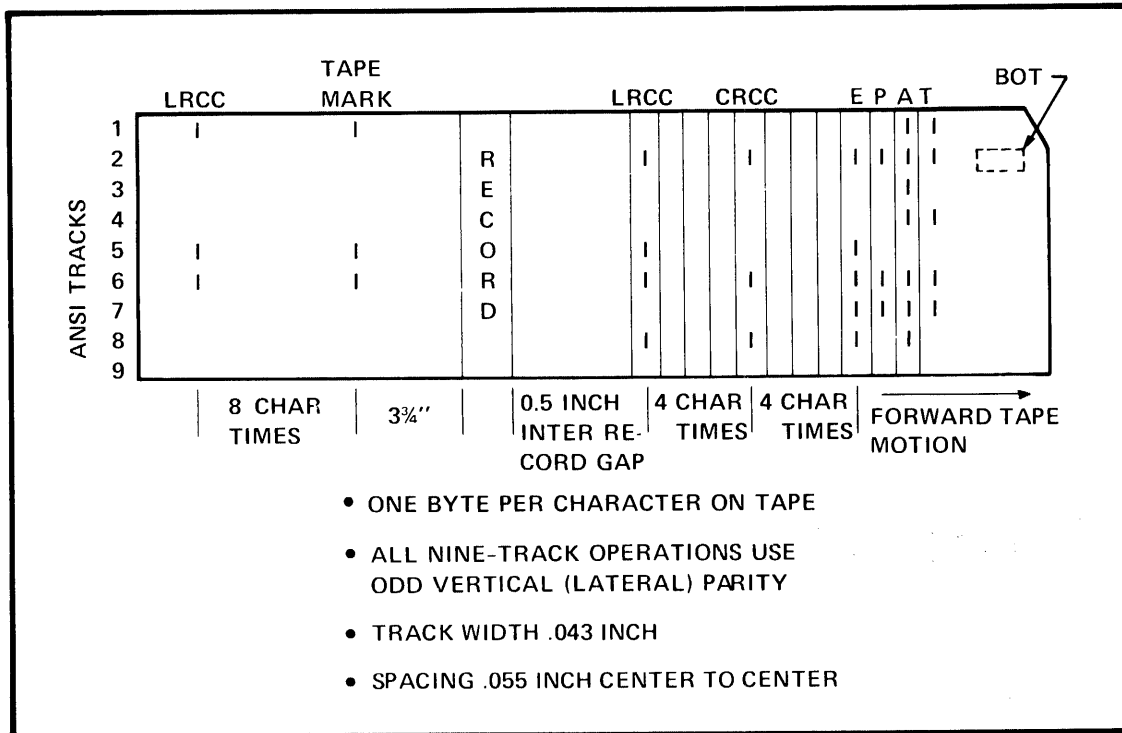 TAPE
MARK
BOT
LRCC
LRCC
CRCC
E P A T
ANSI TRACKS
1
2
3
4
5
6
7
8
9
R
E
C
O
R
D
8 CHAR
TIMES
3¾"
0.5 INCH
INTER RE-
CORD GAP
4 CHAR
TIMES
4 CHAR
TIMES
FORWARD TAPE
MOTION
• ONE BYTE PER CHARACTER ON TAPE
• ALL NINE-TRACK OPERATIONS USE
ODD VERTICAL (LATERAL) PARITY
• TRACK WIDTH .043 INCH
• SPACING .055 INCH CENTER TO CENTER